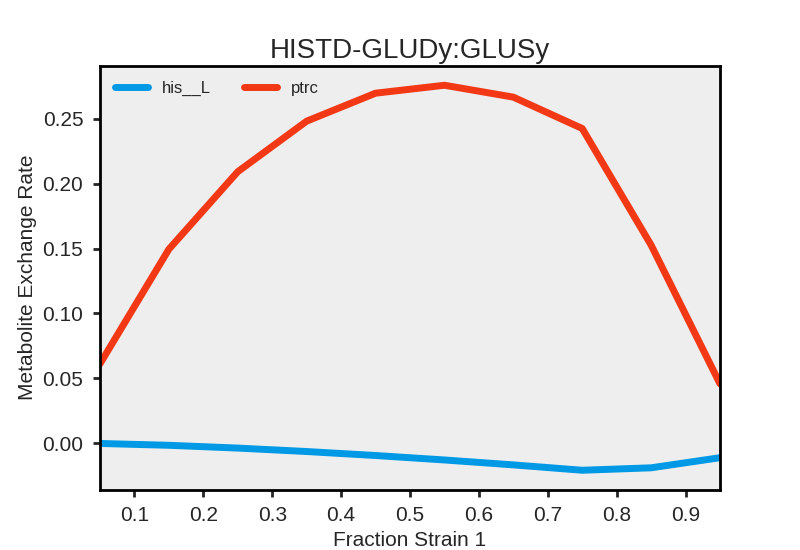 HISTD-GLUDy:GLUSy
his__L
ptrc
0.25
0.20
0.15
0.10
0.05
0.00
Metabolite Exchange Rate
0.1 0.2 0.3 0.4 0.5 0.6 0.7 0.8 0.9
Fraction Strain 1